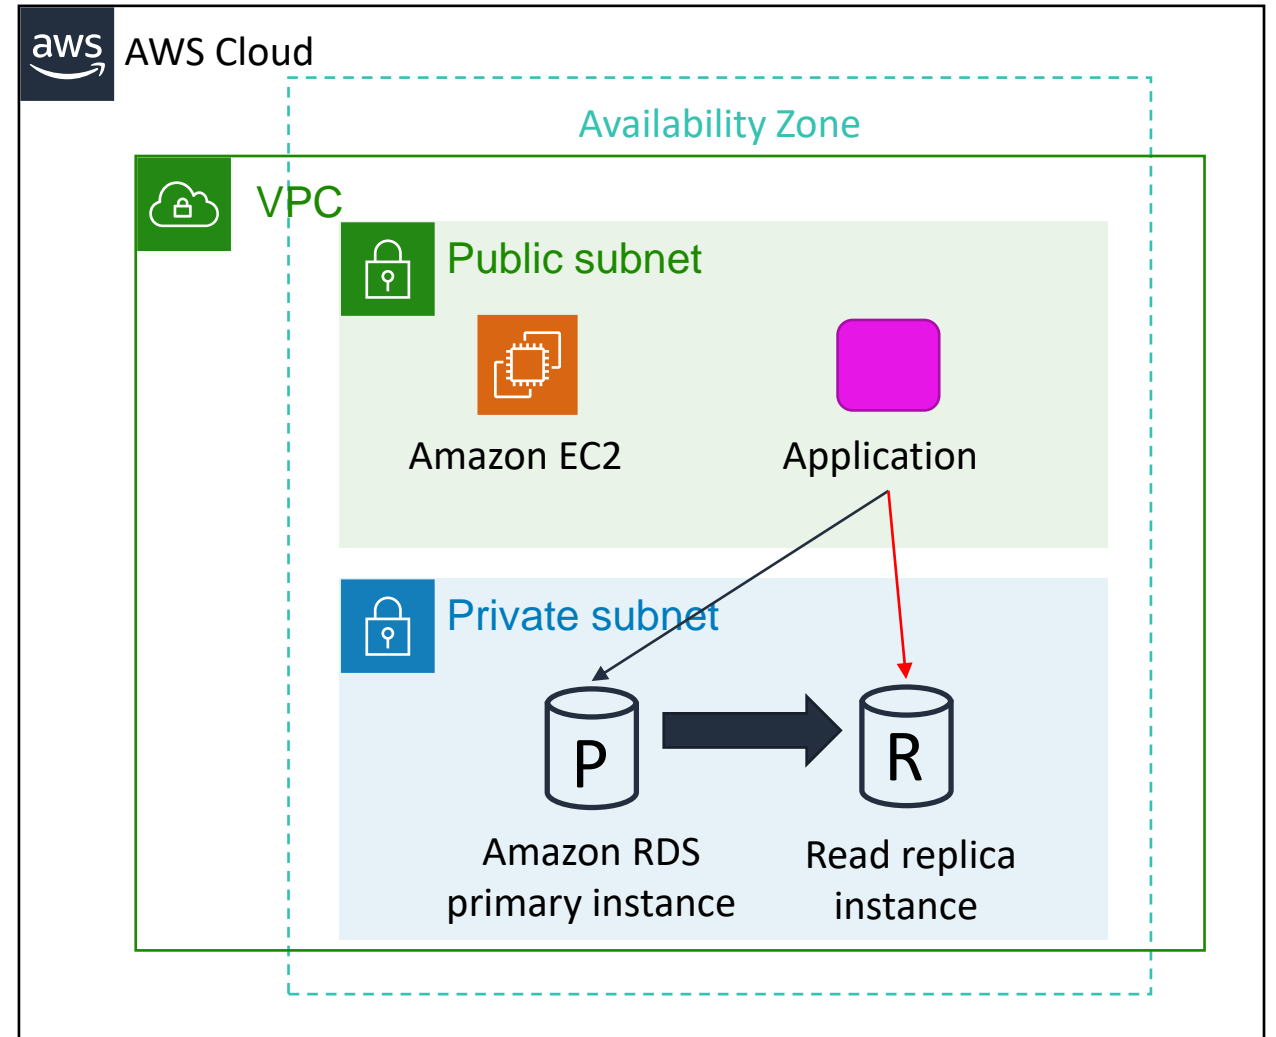 aws
AWS Cloud
Availability Zone
VPC
Public subnet
Amazon EC2
Application
Private subnet
P
R
Amazon RDS
primary instance
Read replica
instance